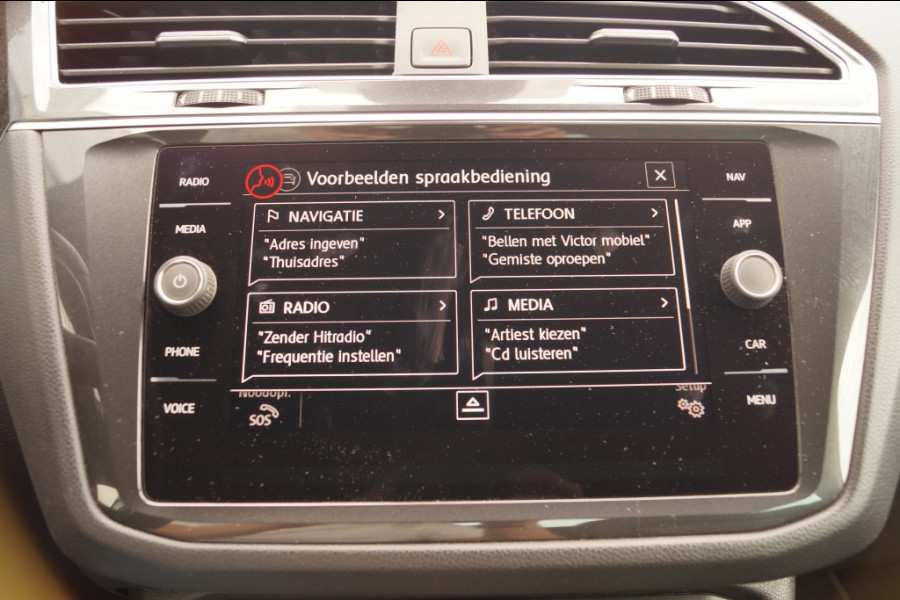 RADIO
MEDIA
PHONE
VOICE
Voorbeelden spraakbediening
NAVIGATIE
"Adres ingeven"
"Thuisadres"
TELEFOON
"Bellen met Victor mobiel"
"Gemiste oproepen"
RADIO
"Zender Hitradio"
"Frequentie instellen"
MEDIA
"Artiest kiezen"
"Cd luisteren"
Noodopr.
SOS
Setup
NAV
APP
CAR
MENU